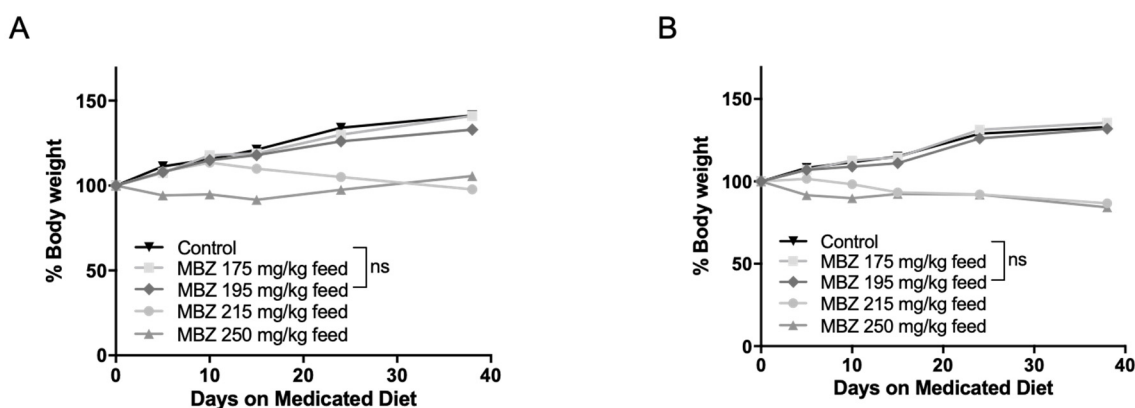 A
% Body weight
150
100
50
0
Control
MBZ 175 mg/kg feed
MBZ 195 mg/kg feed
MBZ 215 mg/kg feed
MBZ 250 mg/kg feed
ns
0 10 20 30 40
Days on Medicated Diet
B
% Body weight
150
100
50
0
Control
MBZ 175 mg/kg feed
MBZ 195 mg/kg feed
MBZ 215 mg/kg feed
MBZ 250 mg/kg feed
ns
0 10 20 30 40
Days on Medicated Diet